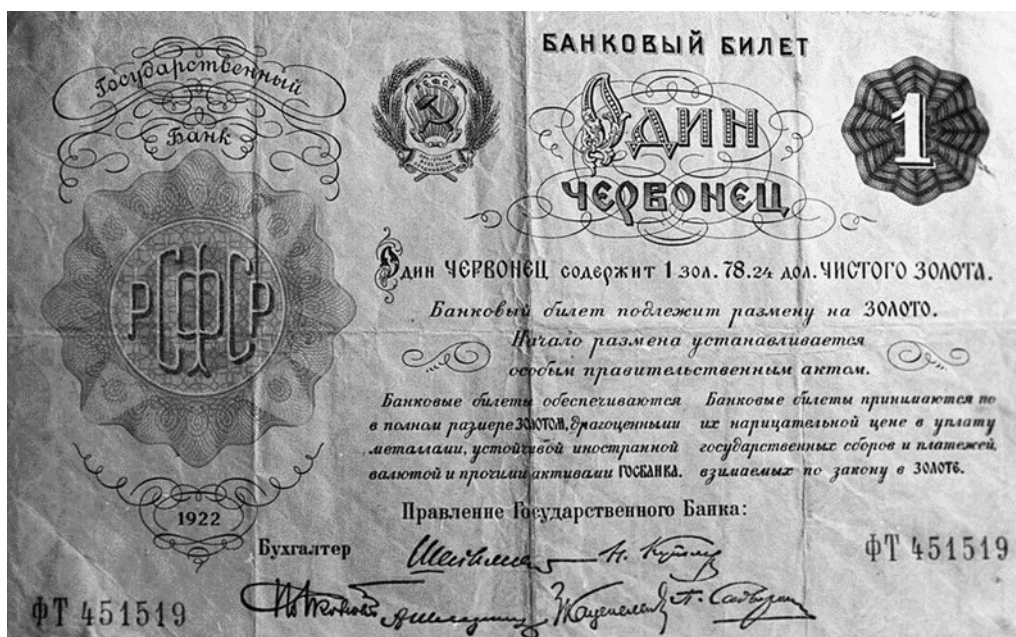 Государственный
Банк
РСФСР
БАНКОВЫЙ БИЛЕТ
1
ОДИН
ЧЕРВОНЕЦ
РСФСР
Один ЧЕРВОНЕЦ содержит 1 зол. 78.24 дол. ЧИСТОГО ЗОЛОТА.
Банковый билет подлежит размену на ЗОЛОТО.
Начало размена устанавливается
особым правительственным актом.
Банковые билеты обеспечиваются
в полном размере ЗОЛОТОМ, драгоценными
металлами, устойчивой иностранной
валютой и прочими активами ГОСБАНКА.
Банковые билеты принимаются по
их нарицательной цене в уплату
государственных сборов и платежей,
взимаемых по закону в ЗОЛОТЕ.
1922
Правление Государственного Банка:
Бухгалтер
ФТ 451519
ФТ 451519